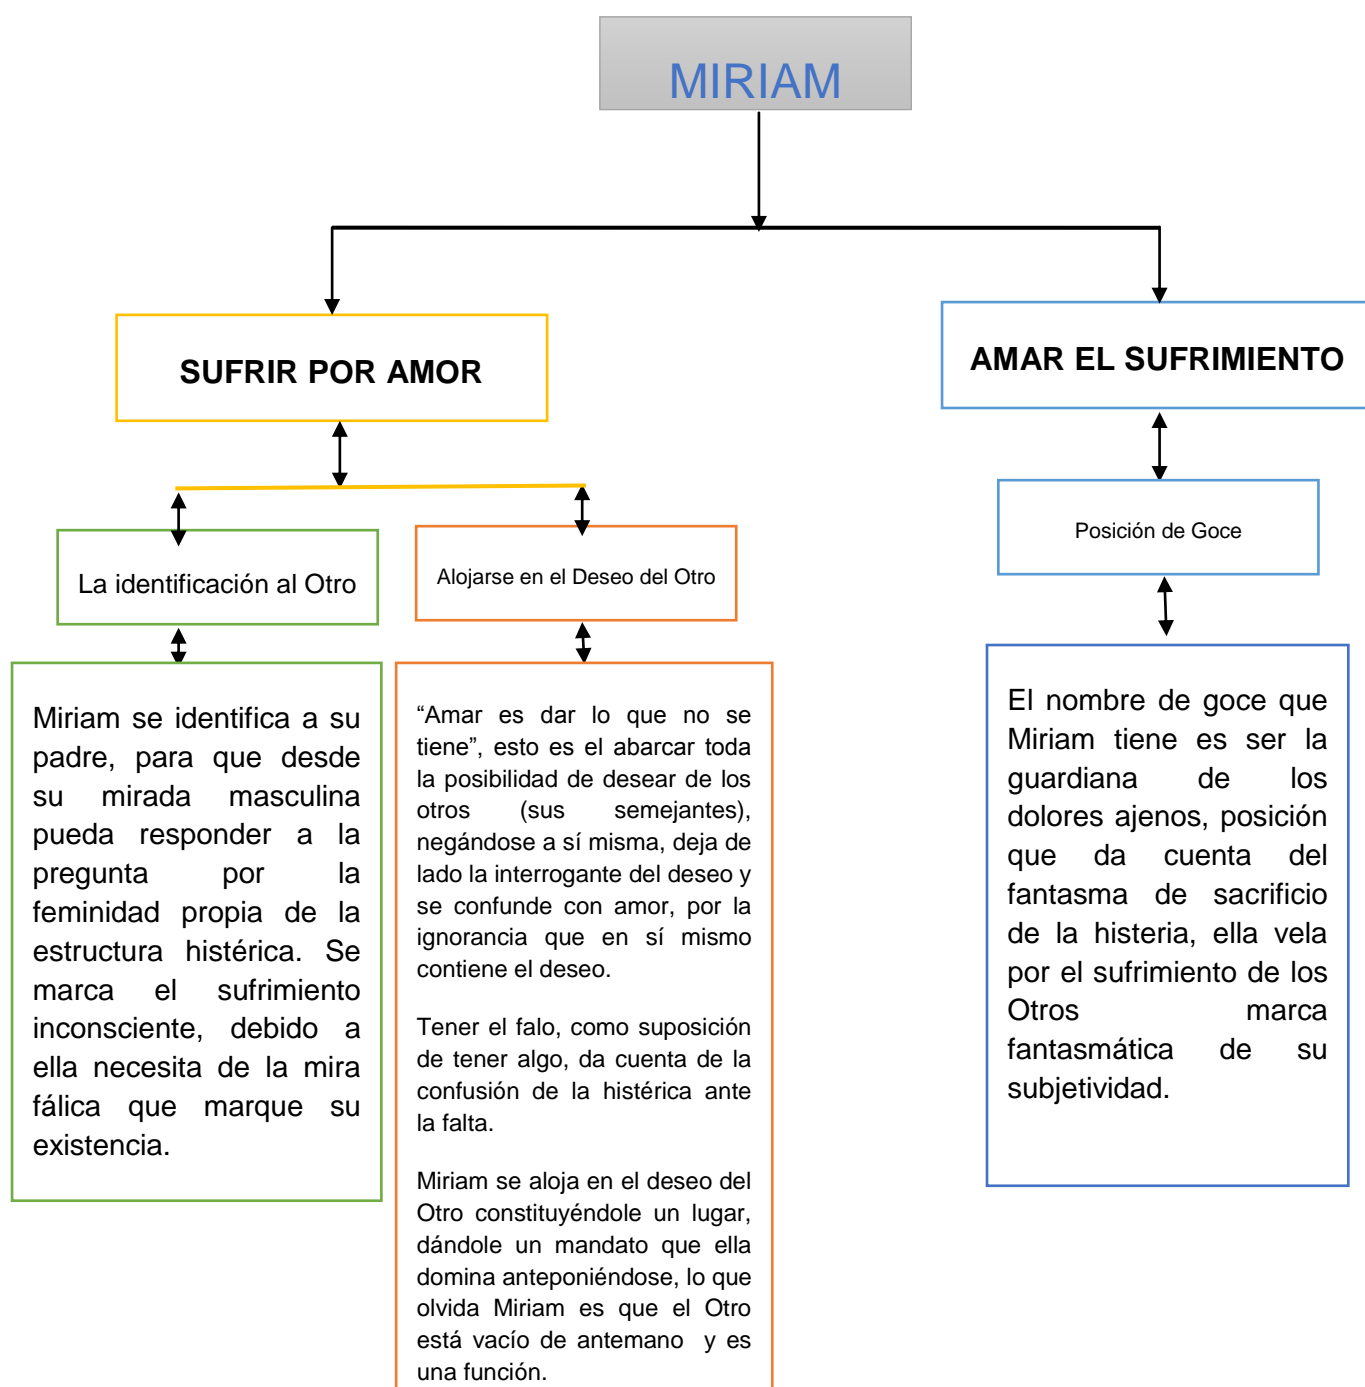 MIRIAM
SUFRIR POR AMOR
AMAR EL SUFRIMIENTO
La identificación al Otro
Alojarse en el Deseo del Otro
Posición de Goce
Miriam se identifica a su
padre, para que desde
su mirada masculina
pueda responder a la
pregunta por la
feminidad propia de la
estructura histérica. Se
marca el sufrimiento
inconsciente, debido a
ella necesita de la mira
fálica que marque su
existencia.
“Amar es dar lo que no se
tiene”, esto es el abarcar toda
la posibilidad de desear de los
otros (sus semejantes),
negándose a sí misma, deja de
lado la interrogante del deseo y
se confunde con amor, por la
ignorancia que en sí mismo
contiene el deseo.
Tener el falo, como suposición
de tener algo, da cuenta de la
confusión de la histérica ante
la falta.
Miriam se aloja en el deseo del
Otro constituyéndole un lugar,
dándole un mandato que ella
domina anteponiéndose, lo que
olvida Miriam es que el Otro
está vacío de antemano y es
una función.
El nombre de goce que
Miriam tiene es ser la
guardiana de los
dolores ajenos, posición
que da cuenta del
fantasma de sacrificio
de la histeria, ella vela
por el sufrimiento de los
Otros marca
fantasmática de su
subjetividad.